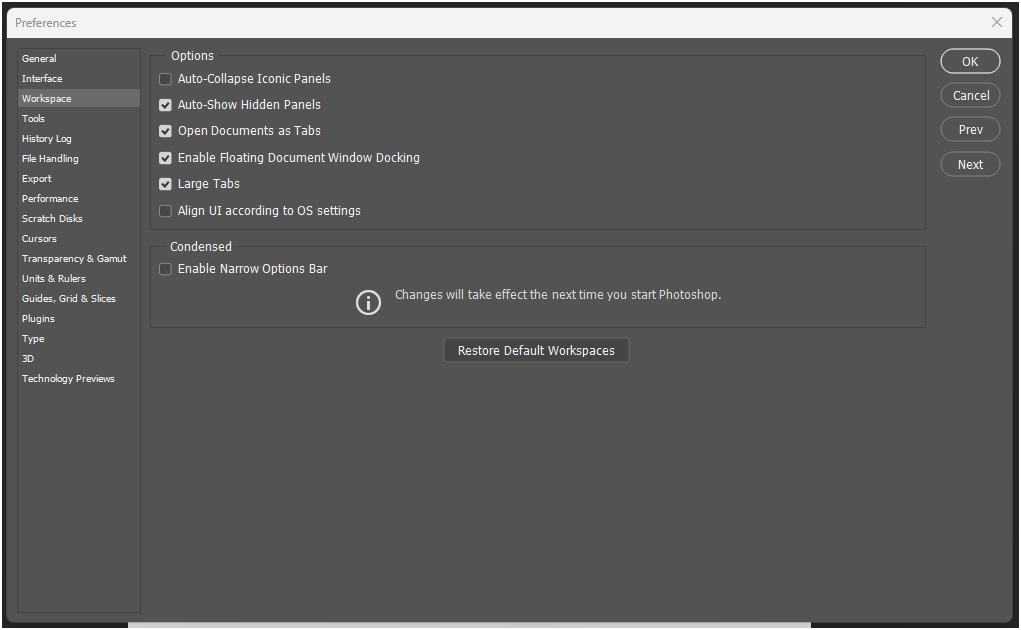 Preferences
General
Interface
Workspace
Tools
History Log
File Handling
Export
Performance
Scratch Disks
Cursors
Transparency & Gamut
Units & Rulers
Guides, Grid & Slices
Plugins
Type
3D
Technology Previews
Options
Auto-Collapse Iconic Panels
Auto-Show Hidden Panels
Open Documents as Tabs
Enable Floating Document Window Docking
Large Tabs
Align UI according to OS settings
Condensed
Enable Narrow Options Bar
Changes will take effect the next time you start Photoshop.
Restore Default Workspaces
OK
Cancel
Prev
Next